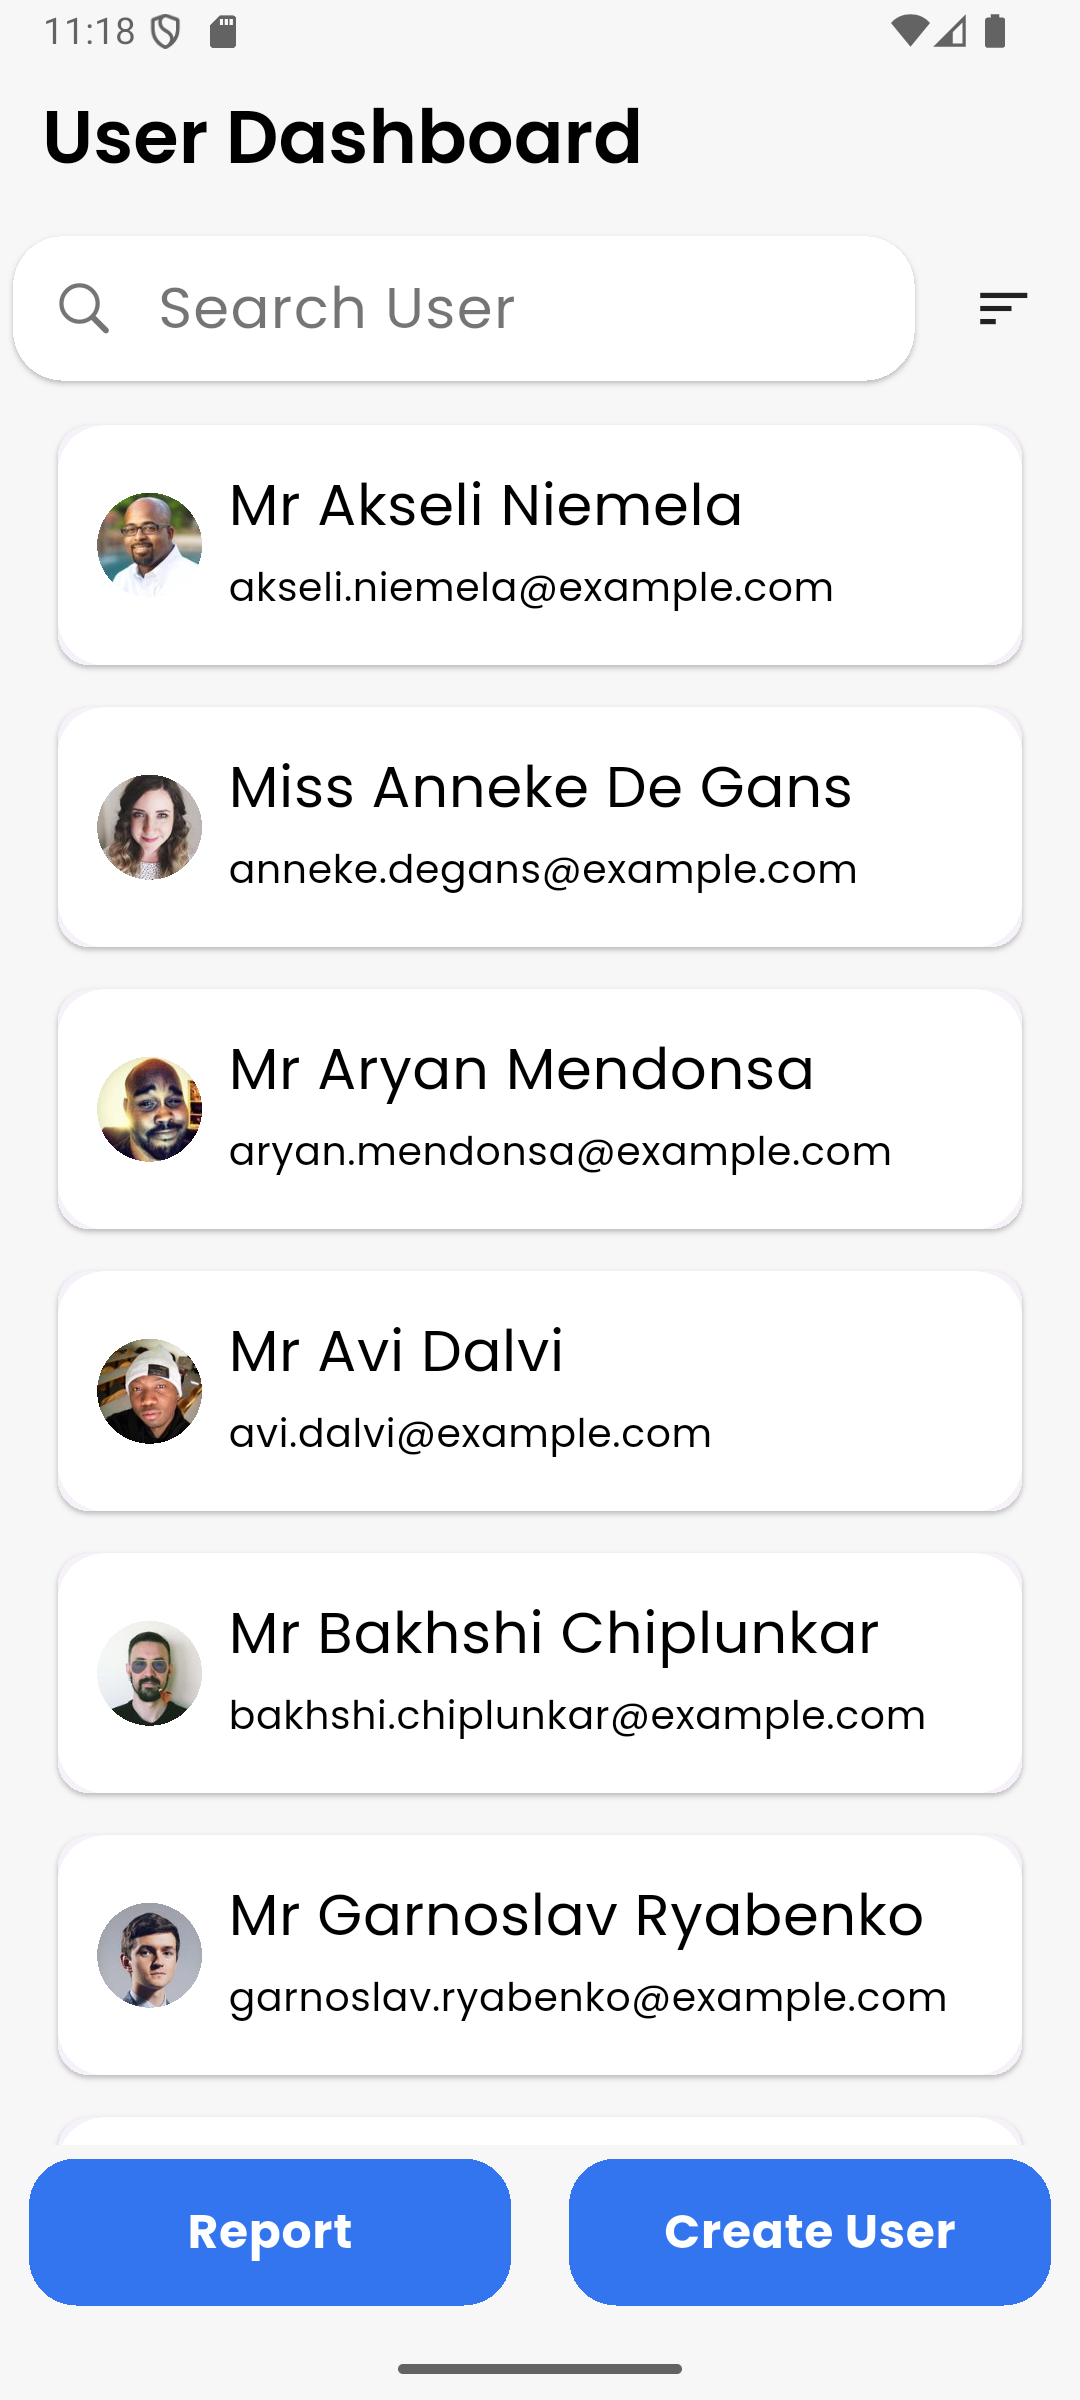 11:18
User Dashboard
Search User
Mr Akseli Niemela
akseli.niemela@example.com
Miss Anneke De Gans
anneke.degans@example.com
Mr Aryan Mendonsa
aryan.mendonsa@example.com
Mr Avi Dalvi
avi.dalvi@example.com
Mr Bakhshi Chiplunkar
bakhshi.chiplunkar@example.com
Mr Garnoslav Ryabenko
garnoslav.ryabenko@example.com
Report
Create User